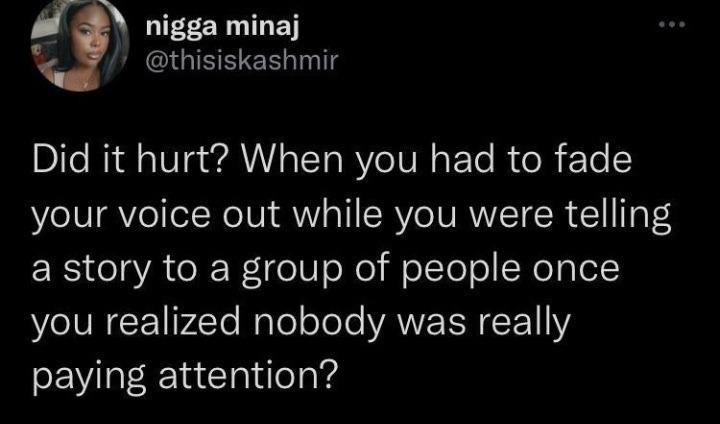 nigga minaj
@thisiskashmir
Did it hurt? When you had to fade
your voice out while you were telling
a story to a group of people once
you realized nobody was really
paying attention?